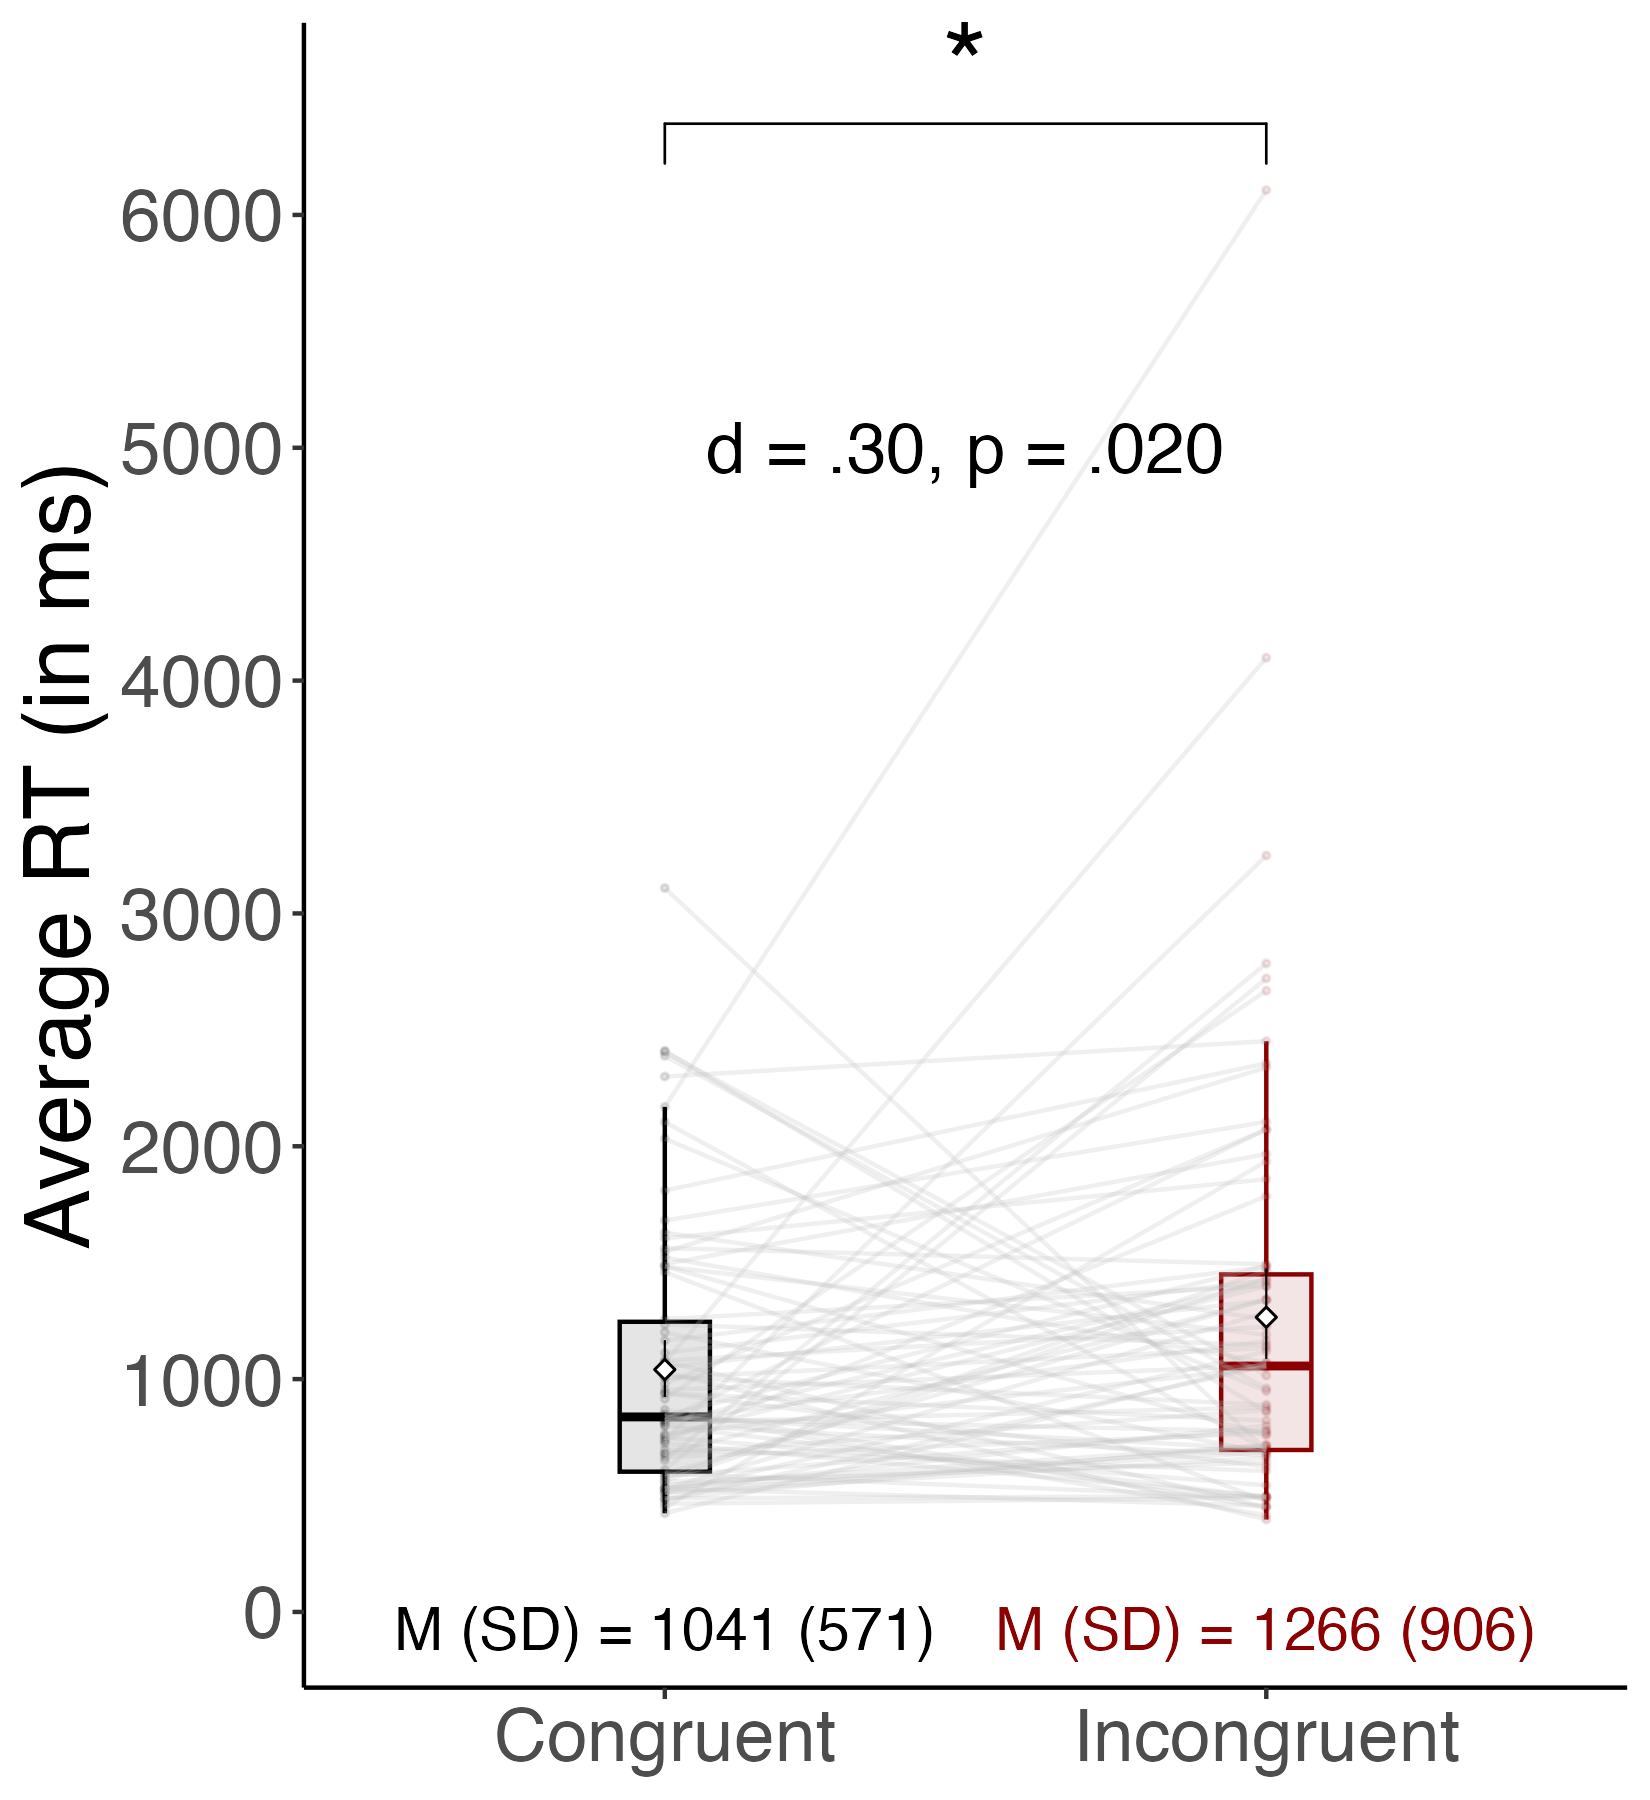 *
6000
5000
4000
3000
2000
1000
0
Average RT (in ms)
d = .30, p = .020
M (SD) = 1041 (571)
M (SD) = 1266 (906)
Congruent
Incongruent